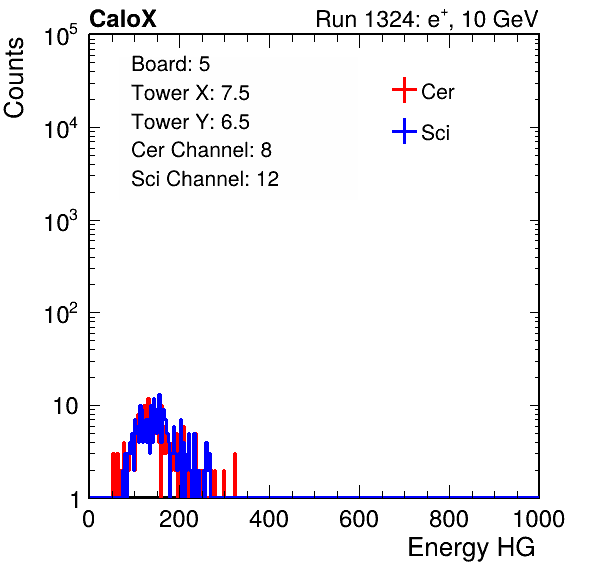 CaloX Run 1324: e⁺, 10 GeV
Counts
10⁵
10⁴
10³
10²
10
1
Board: 5
Tower X: 7.5
Tower Y: 6.5
Cer Channel: 8
Sci Channel: 12
Cer
Sci
0 200 400 600 800 1000
Energy HG